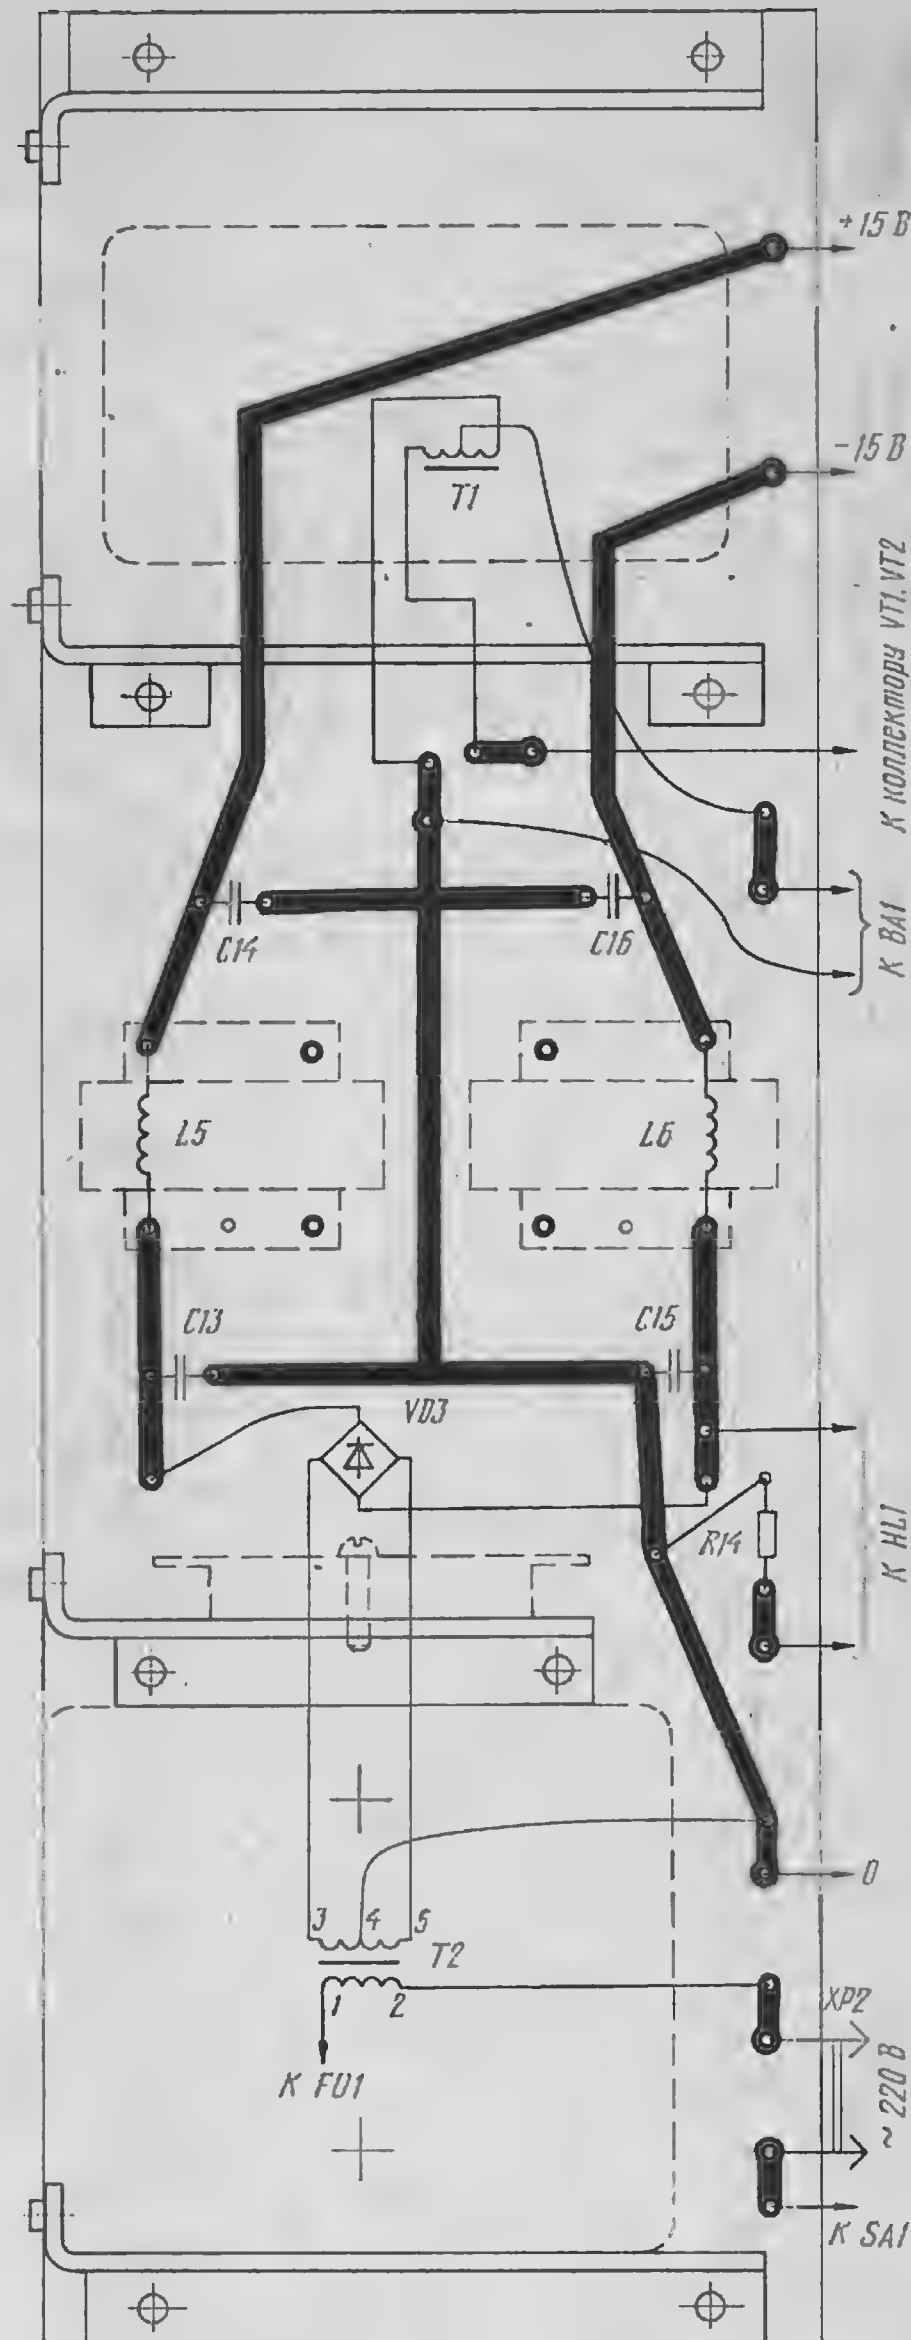 +15 В
-15 В
T1
К коллектору VT1, VT2
C14
C16
К BA1
L5
L6
C13
C15
VD3
R14
К HL1
3 4 5
0
T2
1 2
XP2
К FU1
~ 220 В
К SA1